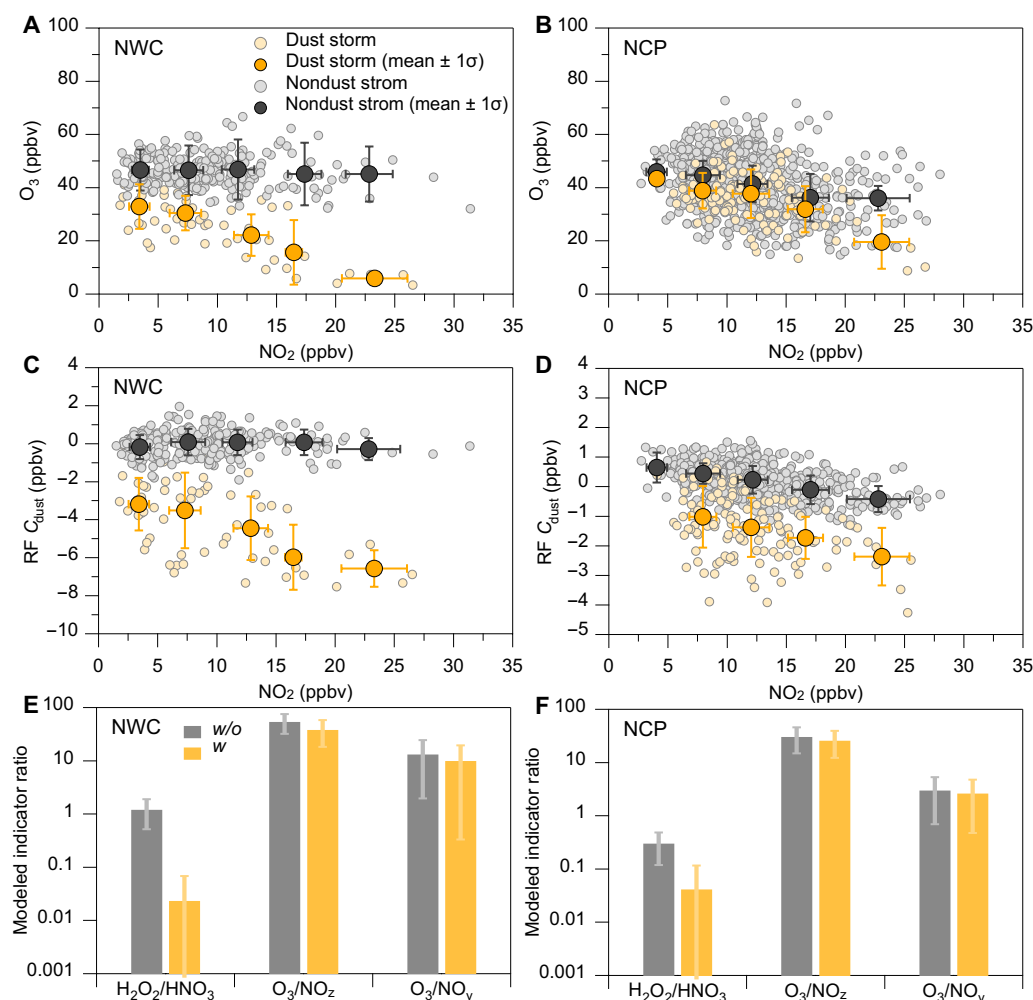 A
NWC
Dust storm
Dust storm (mean ± 1σ)
Nondust strom
Nondust strom (mean ± 1σ)
O₃ (ppbv)
100
80
60
40
20
0
0 5 10 15 20 25 30 35
NO₂ (ppbv)
B
NCP
O₃ (ppbv)
100
80
60
40
20
0
0 5 10 15 20 25 30 35
NO₂ (ppbv)
C
NWC
RF C_dust (ppbv)
4
2
0
−2
−4
−6
−8
−10
0 5 10 15 20 25 30 35
NO₂ (ppbv)
D
NCP
RF C_dust (ppbv)
4
3
2
1
0
−1
−2
−3
−4
−5
0 5 10 15 20 25 30 35
NO₂ (ppbv)
E
NWC
w/o
w
Modeled indicator ratio
100
10
1
0.1
0.01
0.001
H₂O₂/HNO₃ O₃/NO_z O₃/NO_y
F
NCP
Modeled indicator ratio
100
10
1
0.1
0.01
0.001
H₂O₂/HNO₃ O₃/NO_z O₃/NO_y